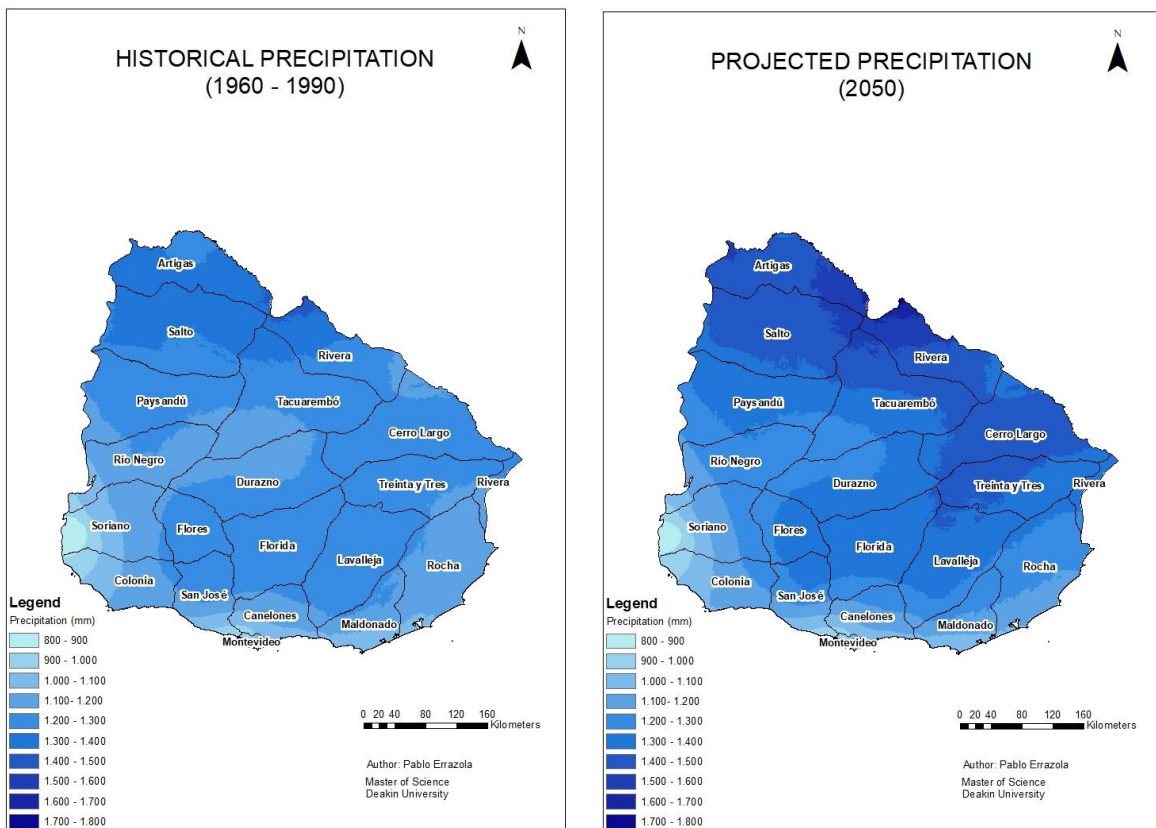 N
HISTORICAL PRECIPITATION
(1960 - 1990)
Artigas
Salto
Rivera
Paysandú
Tacuarembó
Cerro Largo
Río Negro
Durazno
Treinta y Tres
Rivera
Soriano
Flores
Florida
Lavalleja
Rocha
Colonia
San José
Canelones
Maldonado
Montevideo
Legend
Precipitation (mm)
800 - 900
900 - 1.000
1.000 - 1.100
1.100- 1.200
1.200 - 1.300
1.300 - 1.400
1.400 - 1.500
1.500 - 1.600
1.600 - 1.700
1.700 - 1.800
0 20 40 80 120 160
Kilometers
Author: Pablo Errazola
Master of Science
Deakin University
N
PROJECTED PRECIPITATION
(2050)
Artigas
Salto
Rivera
Paysandú
Tacuarembó
Cerro Largo
Río Negro
Durazno
Treinta y Tres
Rivera
Soriano
Flores
Florida
Lavalleja
Rocha
Colonia
San José
Canelones
Maldonado
Montevideo
Legend
Precipitation (mm)
800 - 900
900 - 1.000
1.000 - 1.100
1.100 - 1.200
1.200 - 1.300
1.300 - 1.400
1.400 - 1.500
1.500 - 1.600
1.600 - 1.700
1.700 - 1.800
0 20 40 80 120 160
Kilometers
Author: Pablo Errazola
Master of Science
Deakin University